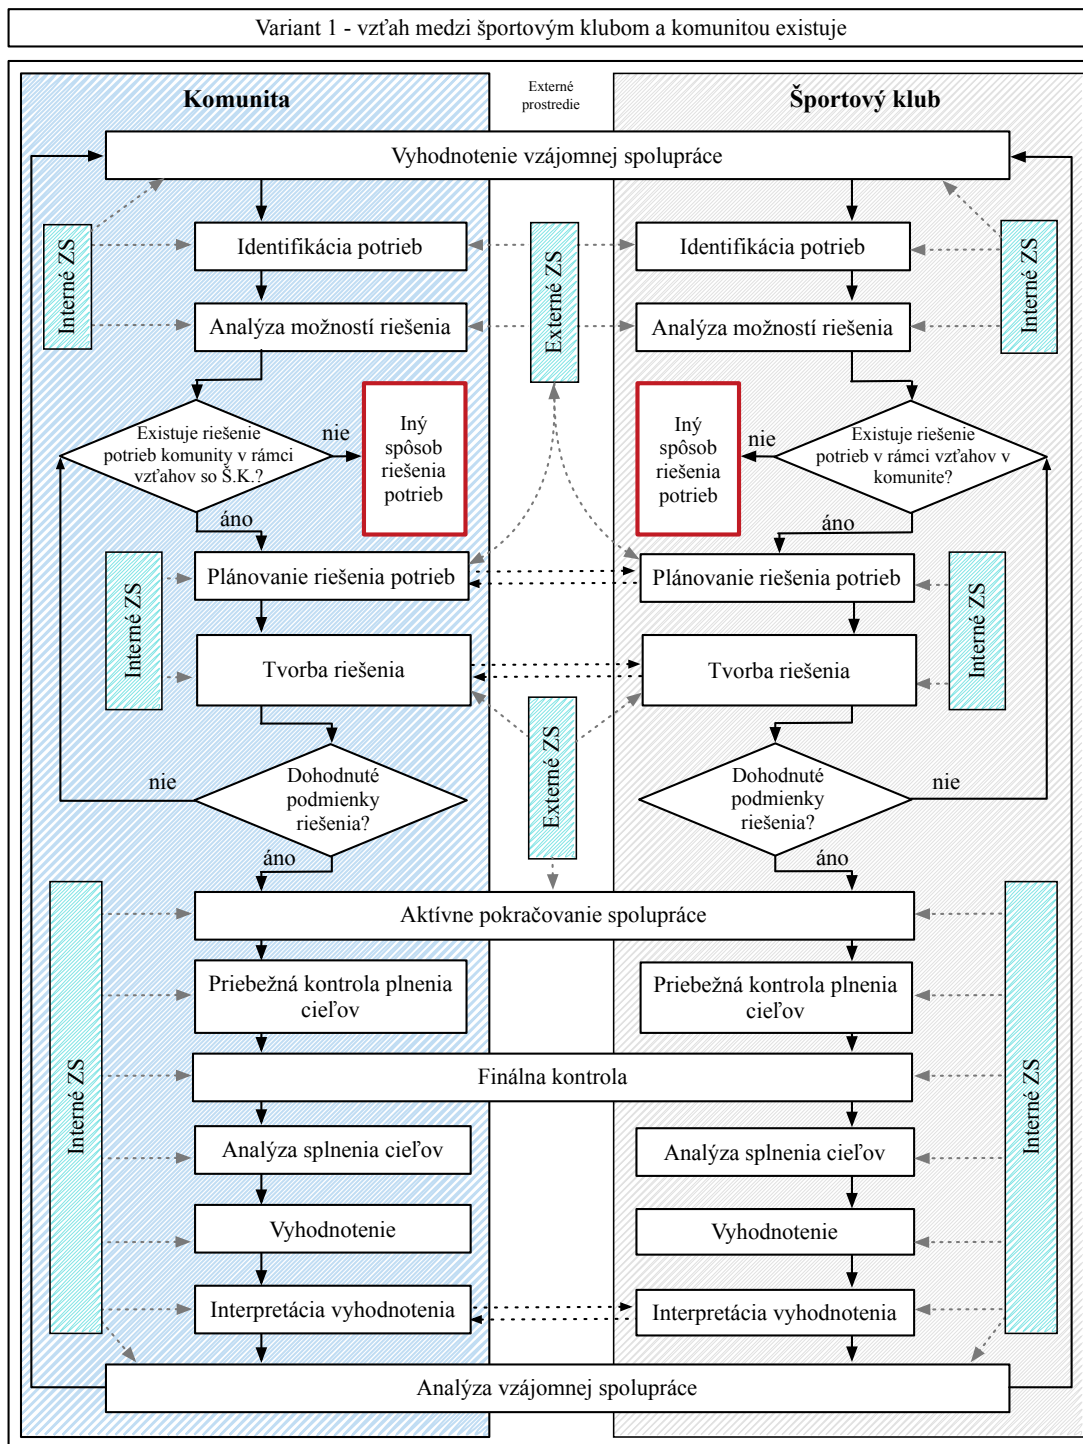 Variant 1 - vzťah medzi športovým klubom a komunitou existuje
Komunita
Externé
prostredie
Športový klub
Vyhodnotenie vzájomnej spolupráce
Interné ZS
Identifikácia potrieb
Externé ZS
Identifikácia potrieb
Interné ZS
Analýza možností riešenia
Analýza možností riešenia
Existuje riešenie
potrieb komunity v rámci
vzťahov so Š.K.?
nie
Iný
spôsob
riešenia
potrieb
Iný
spôsob
riešenia
potrieb
nie
Existuje riešenie
potrieb v rámci vzťahov v
komunite?
áno
áno
Interné ZS
Plánovanie riešenia potrieb
Plánovanie riešenia potrieb
Interné ZS
Tvorba riešenia
Tvorba riešenia
Externé ZS
nie
Dohodnuté
podmienky
riešenia?
Dohodnuté
podmienky
riešenia?
nie
áno
áno
Aktívne pokračovanie spolupráce
Interné ZS
Priebežná kontrola plnenia
cieľov
Priebežná kontrola plnenia
cieľov
Interné ZS
Finálna kontrola
Analýza splnenia cieľov
Analýza splnenia cieľov
Vyhodnotenie
Vyhodnotenie
Interpretácia vyhodnotenia
Interpretácia vyhodnotenia
Analýza vzájomnej spolupráce